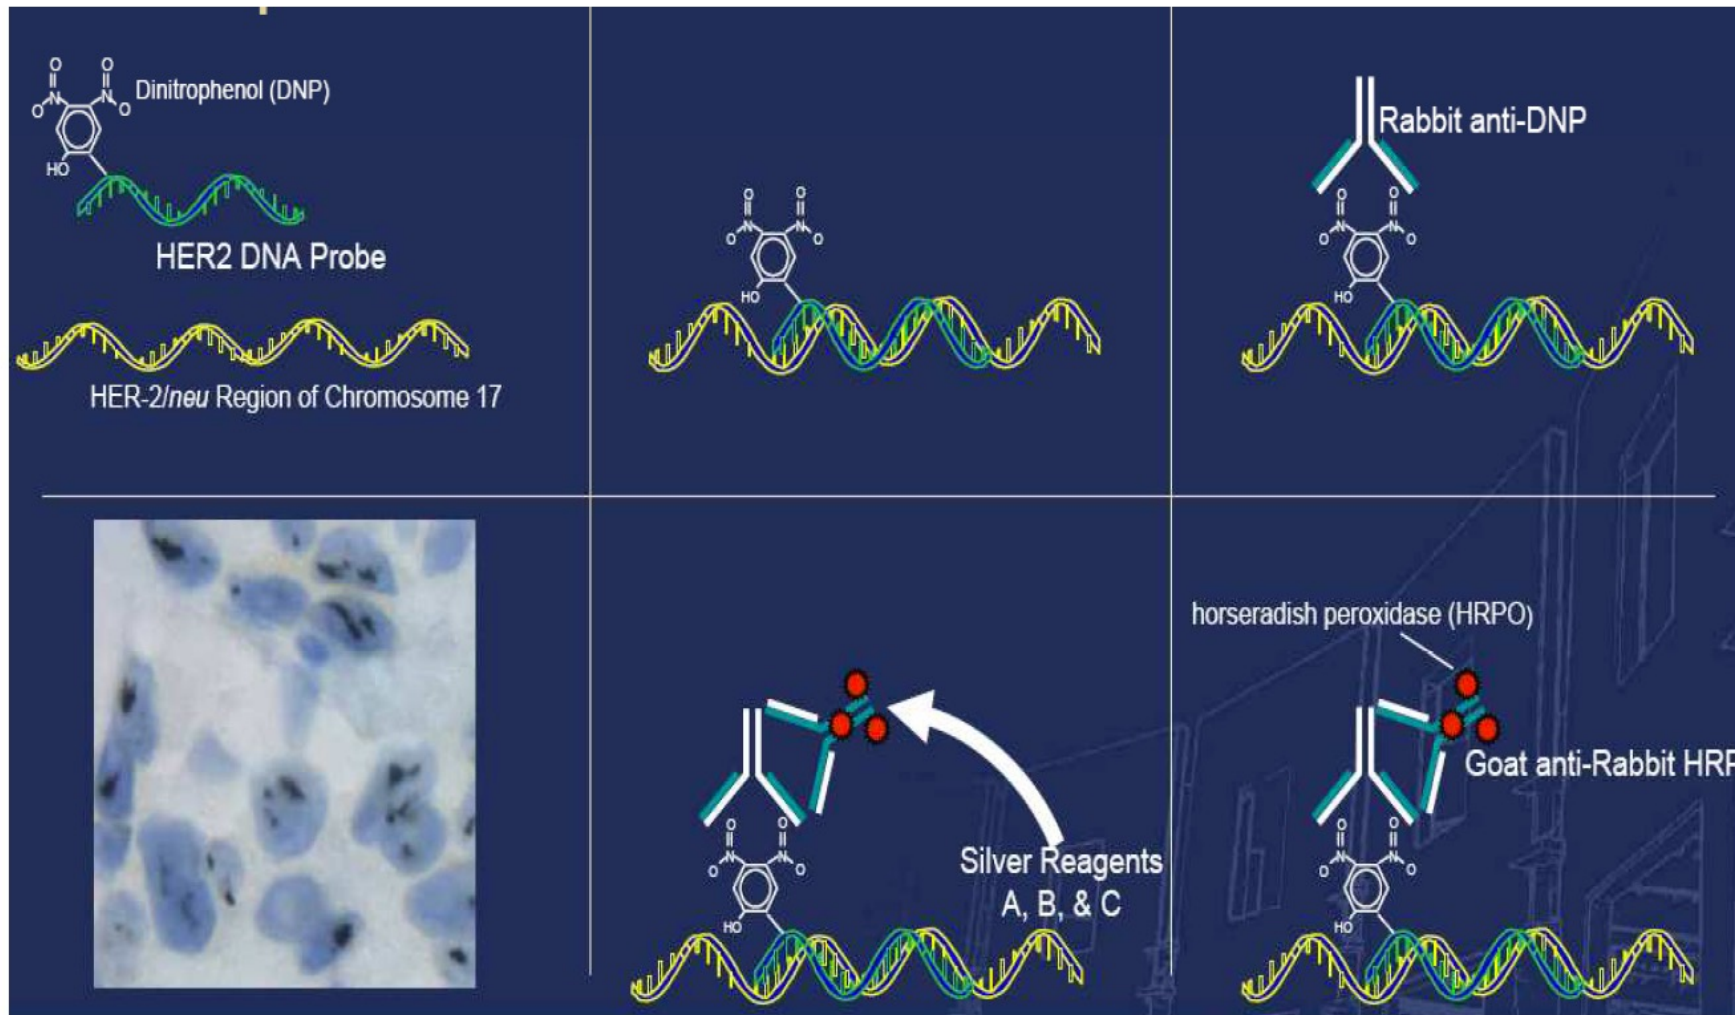 O O
Dinitrophenol (DNP)
N N
O O
HO
HER2 DNA Probe
HER-2/neu Region of Chromosome 17
O O
N N
O O
HO
Rabbit anti-DNP
O O
N N
O O
HO
Silver Reagents
A, B, & C
O O
N N
O O
HO
horseradish peroxidase (HRPO)
Goat anti-Rabbit HRP
O O
N N
O O
HO